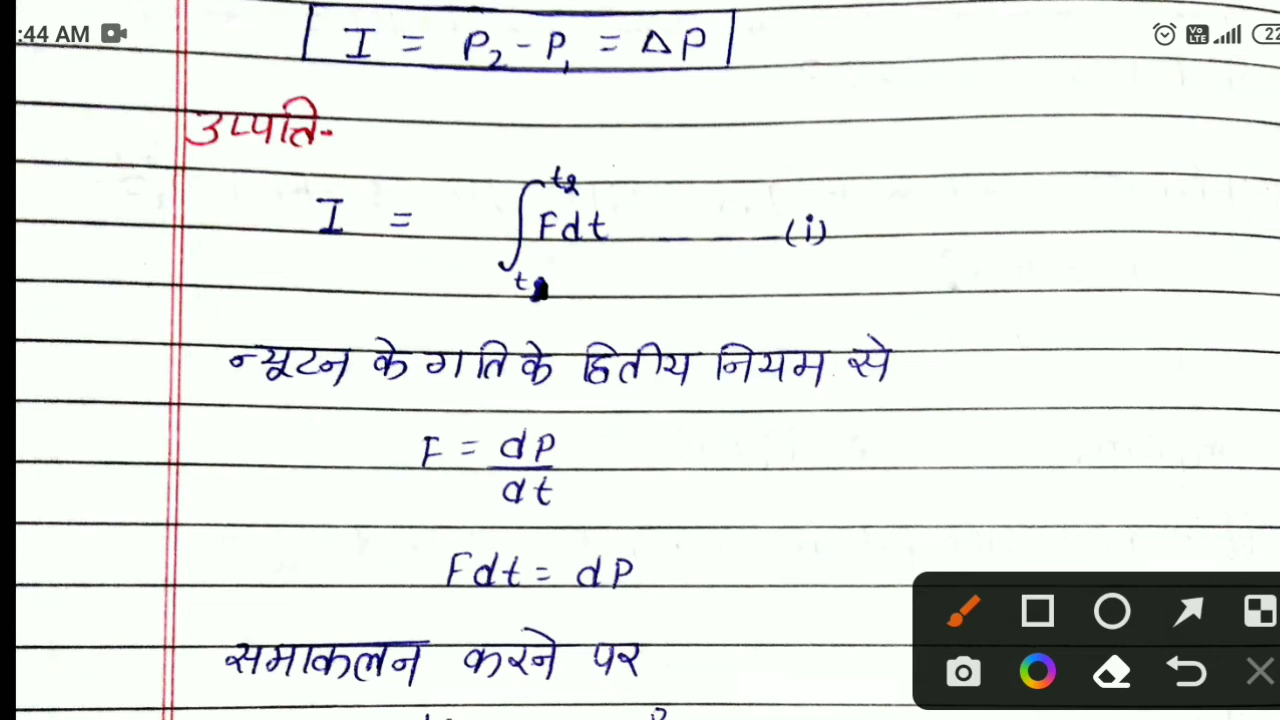 :44 AM
I = P₂ - P₁ = ΔP
उत्पति-
I = ∫ₜ₁ᵗ² Fdt ---- (i)
न्यूटन के गति के द्वितीय नियम से
F = dP/dt
Fdt = dP
समाकलन करने पर